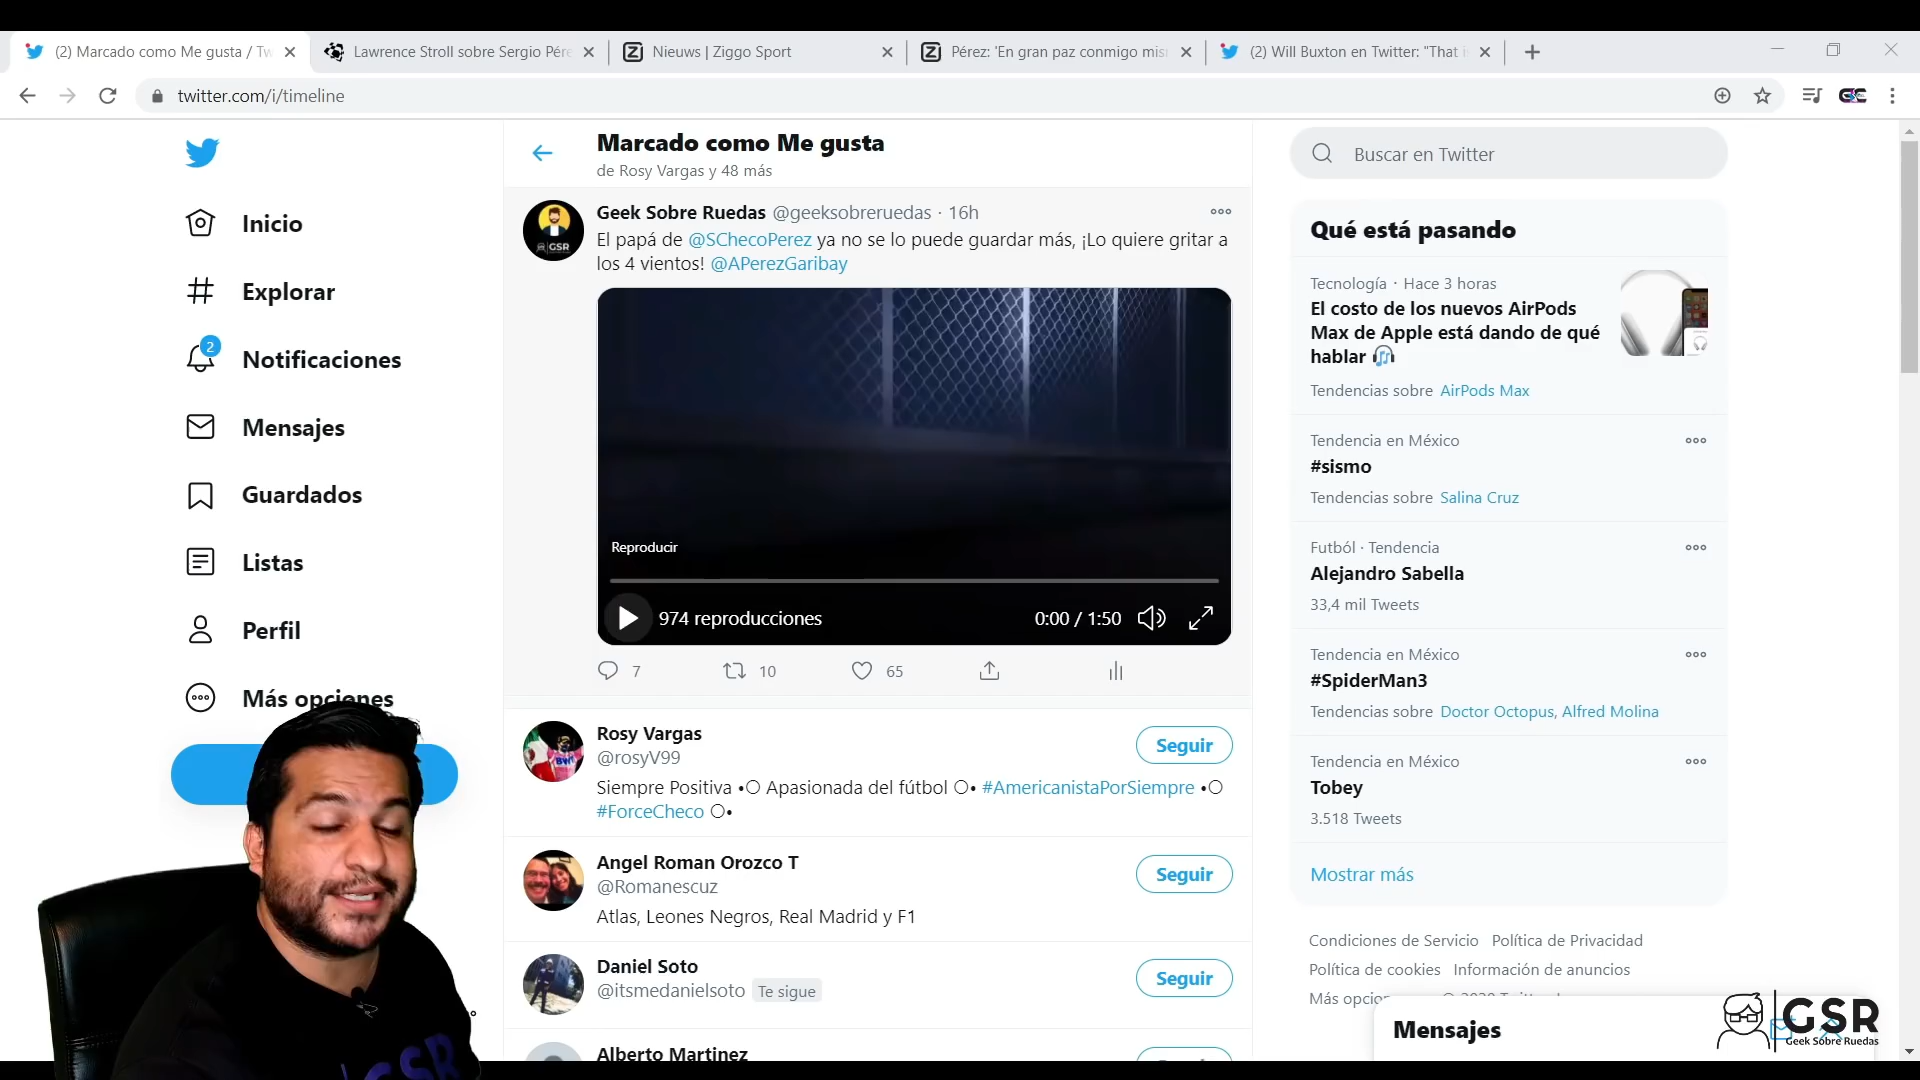 (2) Marcado como Me gusta / Tw
Lawrence Stroll sobre Sergio Pére
Nieuws | Ziggo Sport
Pérez: 'En gran paz conmigo mis
(2) Will Buxton en Twitter: "That i
twitter.com/i/timeline
Marcado como Me gusta
de Rosy Vargas y 48 más
Buscar en Twitter
Inicio
Explorar
2
Notificaciones
Mensajes
Guardados
Listas
Perfil
Más opciones
Geek Sobre Ruedas @geeksobreruedas · 16h
El papá de @SChecoPerez ya no se lo puede guardar más, ¡Lo quiere gritar a
los 4 vientos! @APerezGaribay
Reproducir
974 reproducciones
0:00 / 1:50
7
10
65
Rosy Vargas
@rosyV99
Seguir
Siempre Positiva •○ Apasionada del fútbol ○• #AmericanistaPorSiempre •○
#ForceCheco ○•
Angel Roman Orozco T
@Romanescuz
Seguir
Atlas, Leones Negros, Real Madrid y F1
Daniel Soto
@itsmedanielsoto Te sigue
Seguir
Alberto Martinez
Qué está pasando
Tecnología · Hace 3 horas
El costo de los nuevos AirPods
Max de Apple está dando de qué
hablar
Tendencias sobre AirPods Max
Tendencia en México
#sismo
Tendencias sobre Salina Cruz
Futból · Tendencia
Alejandro Sabella
33,4 mil Tweets
Tendencia en México
#SpiderMan3
Tendencias sobre Doctor Octopus, Alfred Molina
Tendencia en México
Tobey
3.518 Tweets
Mostrar más
Condiciones de Servicio Política de Privacidad
Política de cookies Información de anuncios
Mensajes
GSR
Geek Sobre Ruedas
GSR